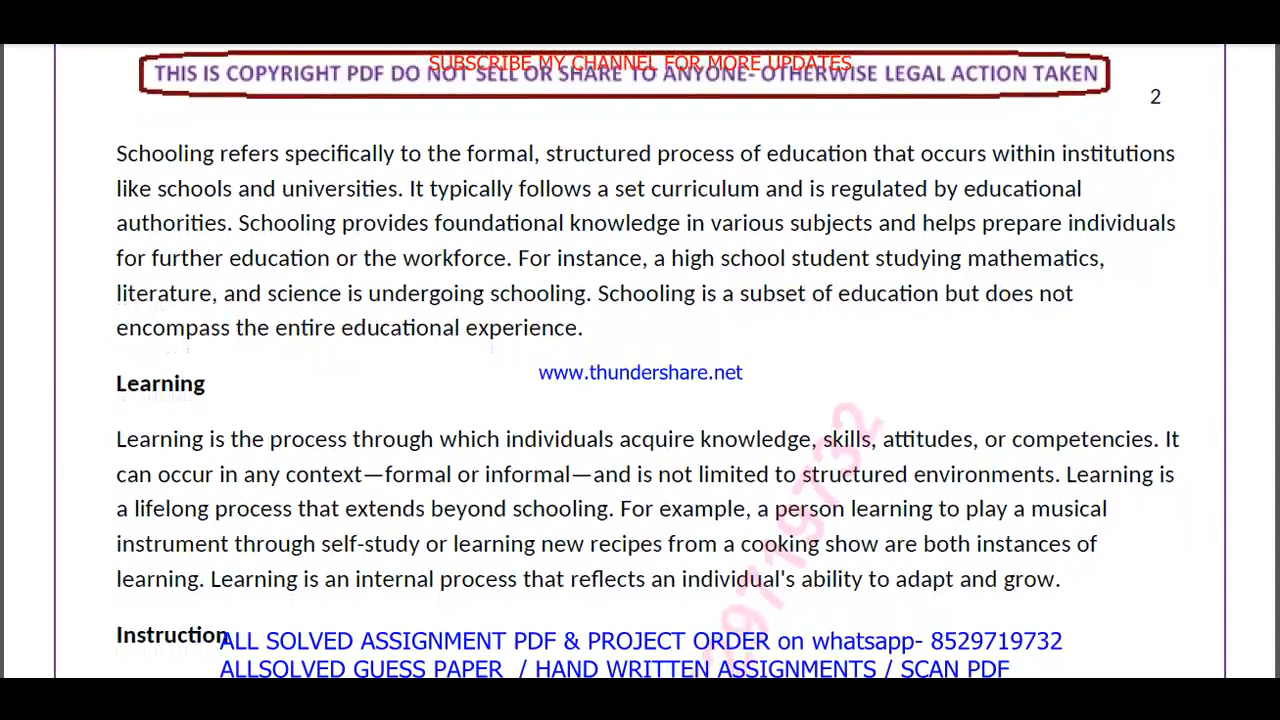 SUBSCRIBE MY CHANNEL FOR MORE UPDATES
THIS IS COPYRIGHT PDF DO NOT SELL OR SHARE TO ANYONE- OTHERWISE LEGAL ACTION TAKEN
2
Schooling refers specifically to the formal, structured process of education that occurs within institutions
like schools and universities. It typically follows a set curriculum and is regulated by educational
authorities. Schooling provides foundational knowledge in various subjects and helps prepare individuals
for further education or the workforce. For instance, a high school student studying mathematics,
literature, and science is undergoing schooling. Schooling is a subset of education but does not
encompass the entire educational experience.
www.thundershare.net
Learning
Learning is the process through which individuals acquire knowledge, skills, attitudes, or competencies. It
can occur in any context—formal or informal—and is not limited to structured environments. Learning is
a lifelong process that extends beyond schooling. For example, a person learning to play a musical
instrument through self-study or learning new recipes from a cooking show are both instances of
learning. Learning is an internal process that reflects an individual's ability to adapt and grow.
Instruction
ALL SOLVED ASSIGNMENT PDF & PROJECT ORDER on whatsapp- 8529719732
ALLSOLVED GUESS PAPER / HAND WRITTEN ASSIGNMENTS / SCAN PDF